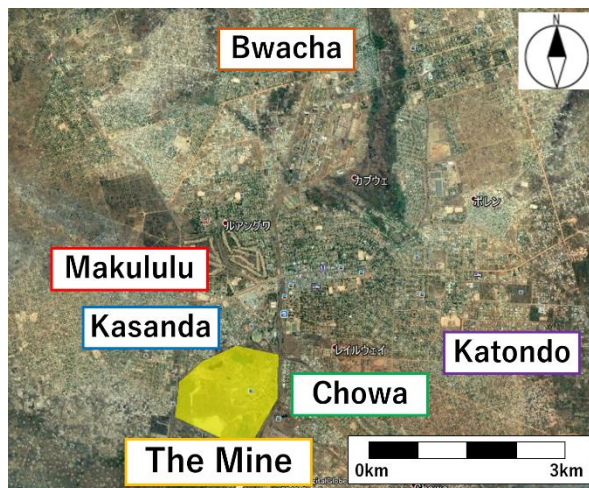 Bwacha
N
カブウェ
ポレン
ルアングワ
Makululu
Kasanda
レイルウェイ
Katondo
Chowa
The Mine
0km
3km